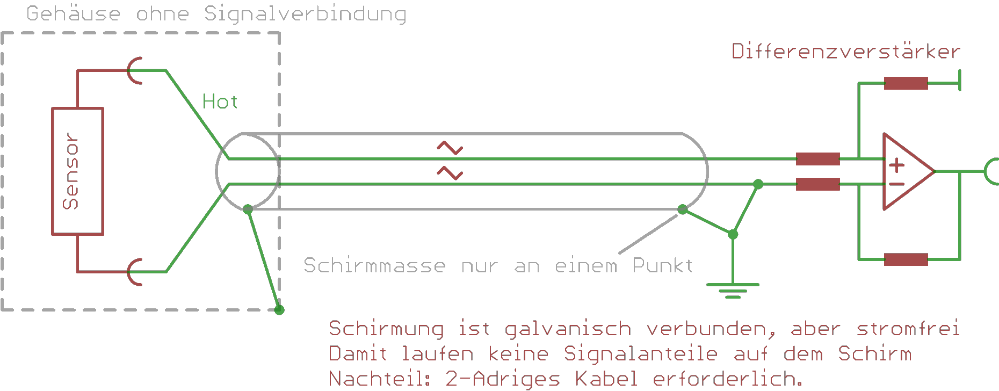 Gehäuse ohne Signalverbindung
Differenzverstärker
Hot
Sensor
+
−
Schirmmasse nur an einem Punkt
Schirmung ist galvanisch verbunden, aber stromfrei
Damit laufen keine Signalanteile auf dem Schirm
Nachteil: 2-Adriges Kabel erforderlich.